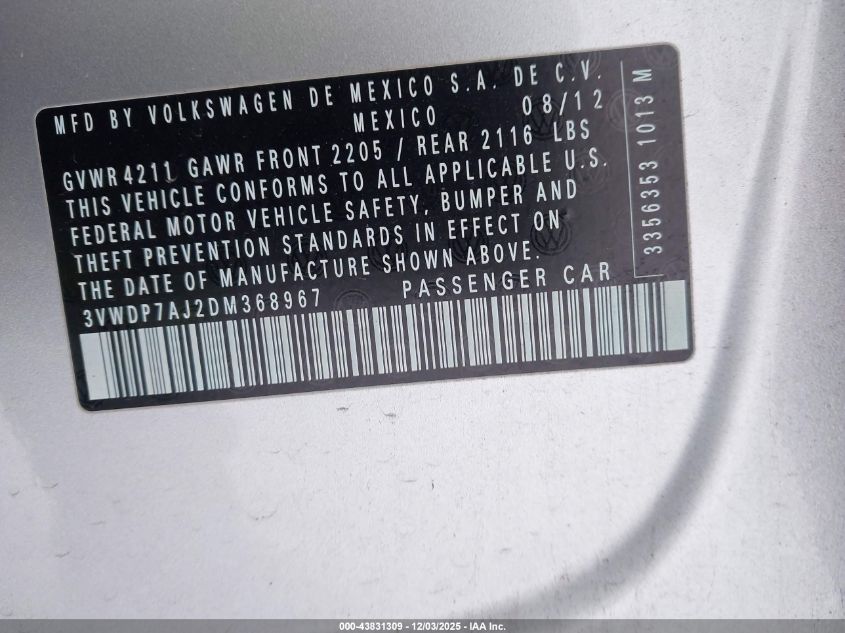 MFD BY VOLKSWAGEN DE MEXICO S.A. DE C.V.
MEXICO 08/12
GVWR 4211 GAWR FRONT 2205 / REAR 2116 LBS
THIS VEHICLE CONFORMS TO ALL APPLICABLE U.S.
FEDERAL MOTOR VEHICLE SAFETY, BUMPER AND
THEFT PREVENTION STANDARDS IN EFFECT ON
THE DATE OF MANUFACTURE SHOWN ABOVE.
3VWDP7AJ2DM368967 PASSENGER CAR
3356353 1013 M
000-43831309 - 12/03/2025 - IAA Inc.